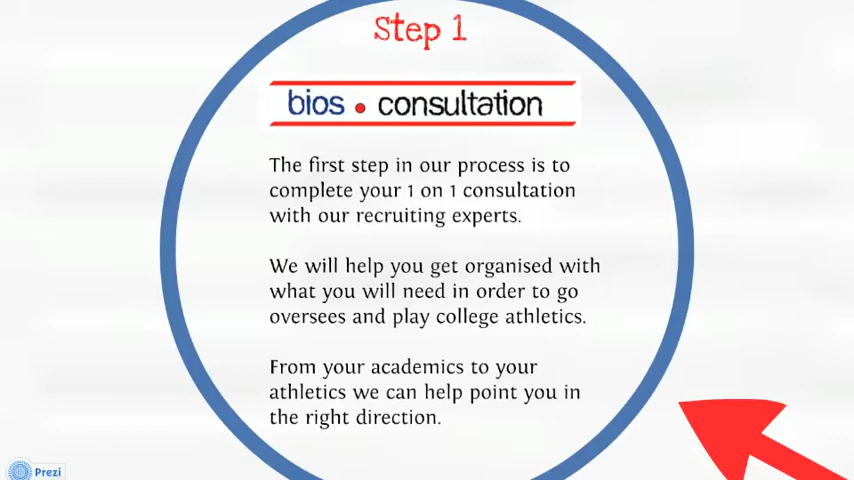 Step 1
bios • consultation
The first step in our process is to
complete your 1 on 1 consultation
with our recruiting experts.
We will help you get organised with
what you will need in order to go
oversees and play college athletics.
From your academics to your
athletics we can help point you in
the right direction.
Prezi